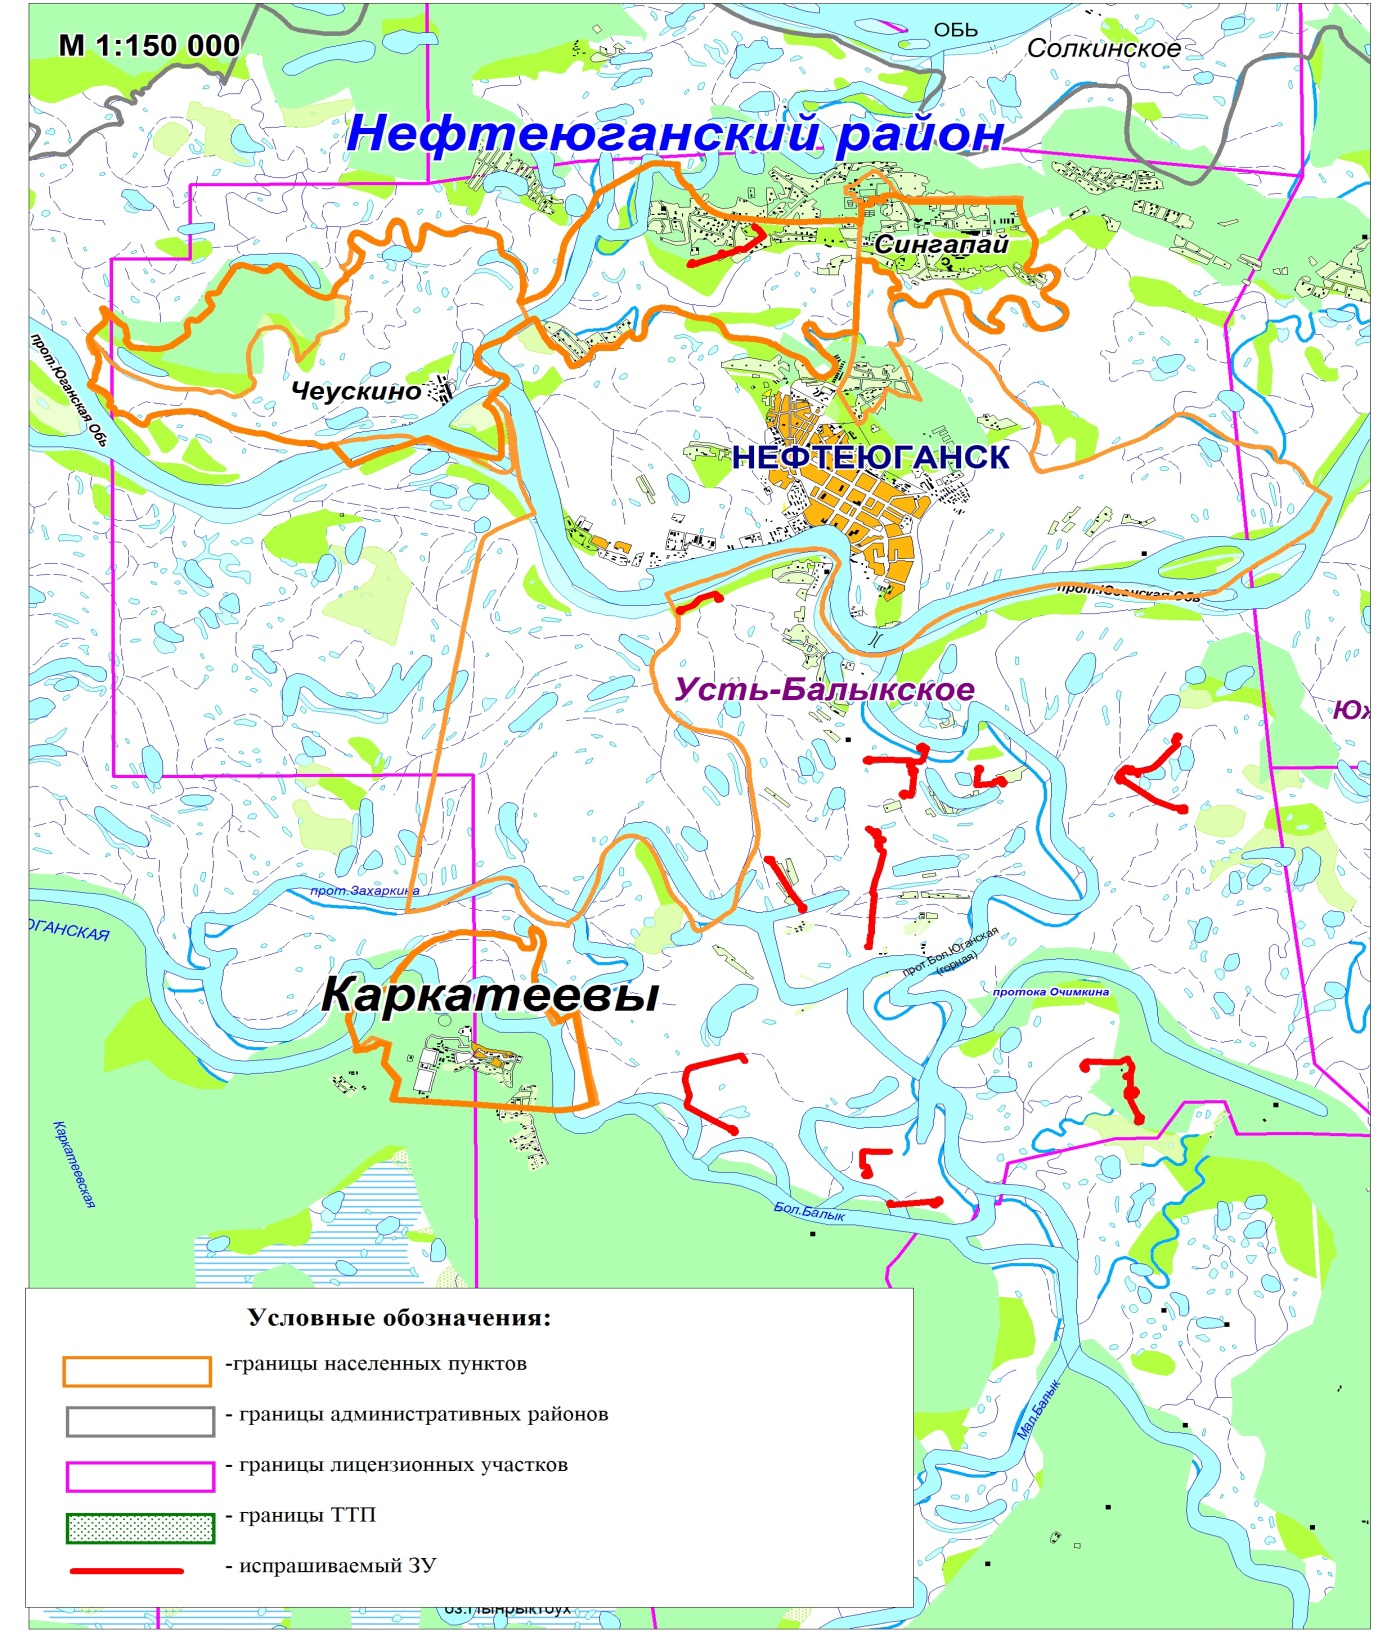 М 1:150 000
ОБЬ
Солкинское
Нефтеюганский район
Сингапай
прот.Юганская Обь
Чеускино
НЕФТЕЮГАНСК
прот.Юганская Обь
Усть-Балыкское
Юж
прот.Захаркина
ЮГАНСКАЯ
прот.Бол.Юганская
(горная)
протока Очимкина
Каркатеевы
Каркатеевская
Бол.Балык
Мал.Балык
Условные обозначения:
-границы населенных пунктов
- границы административных районов
- границы лицензионных участков
- границы ТТП
- испрашиваемый ЗУ